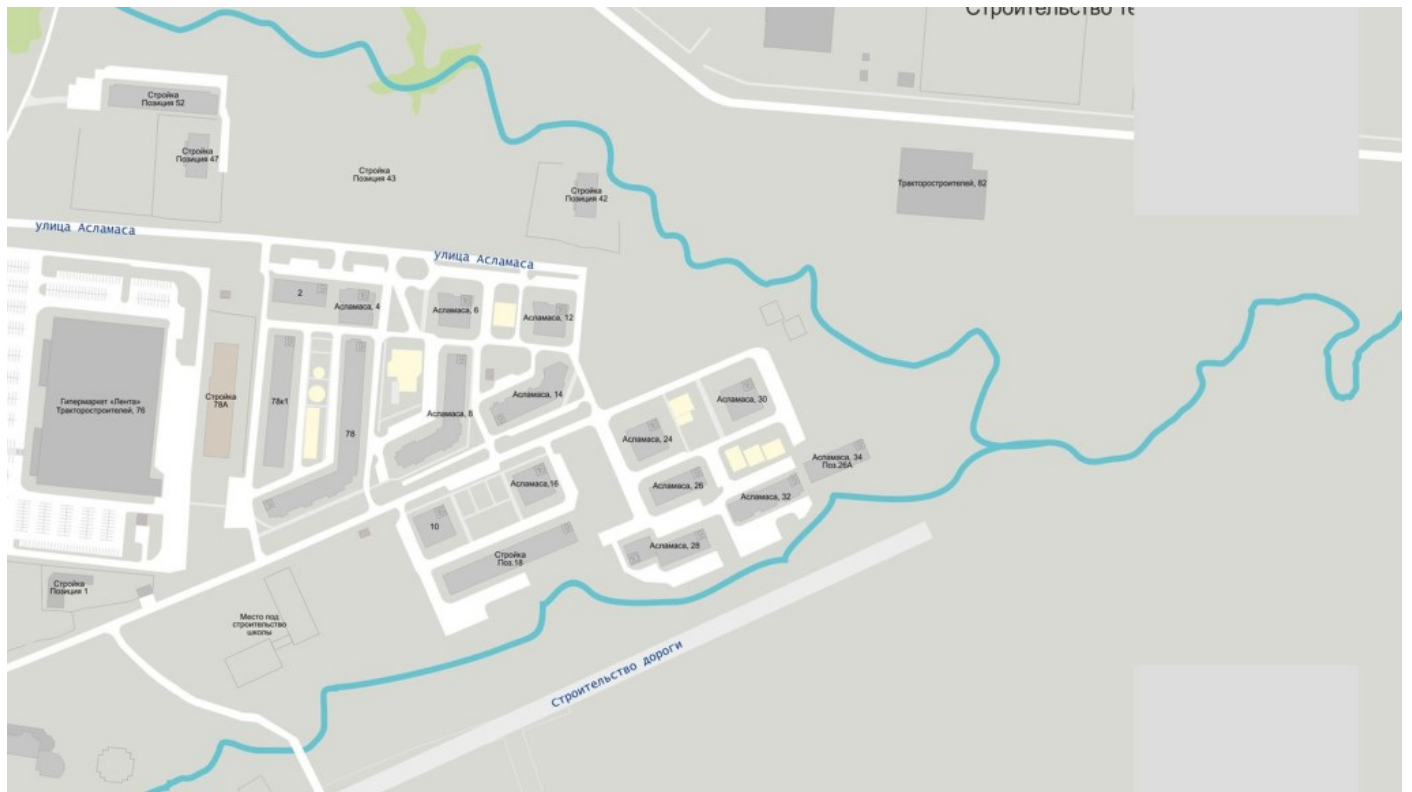 Строительство те
Стройка
Позиция 52
Стройка
Позиция 47
Стройка
Позиция 43
Стройка
Позиция 42
Тракторостроителей, 82
улица Асламаса
улица Асламаса
2
Асламаса, 4
Асламаса, 6
Асламаса, 12
Гипермаркет «Лента»
Тракторостроителей, 76
Стройка
78А
78к1
78
Асламаса, 8
Асламаса, 14
Асламаса, 24
Асламаса, 30
Асламаса, 34
Поз.26А
Асламаса,16
Асламаса, 26
Асламаса, 32
10
Асламаса, 28
Стройка
Поз.18
Стройка
Позиция 1
Место под
строительство
школы
Строительство дороги